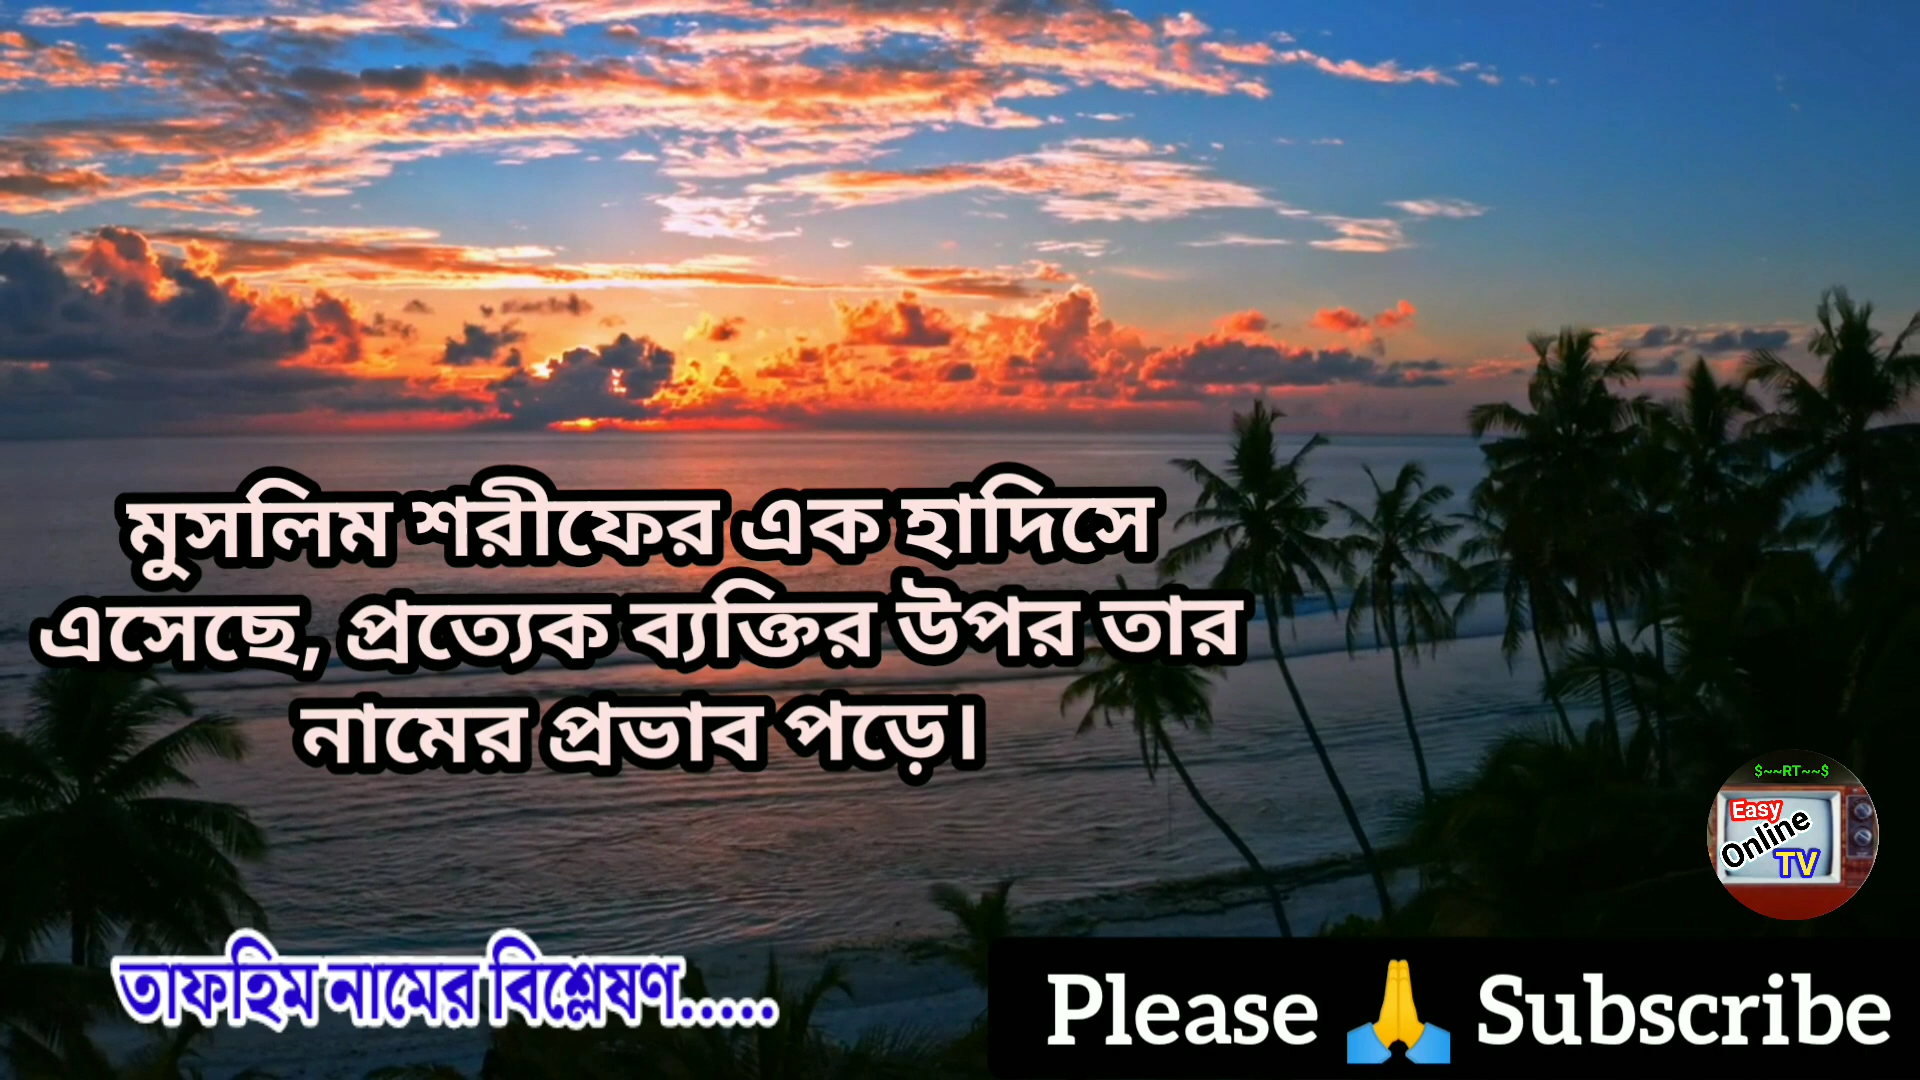 মুসলিম শরীফের এক হাদিসে
এসেছে, প্রত্যেক ব্যক্তির উপর তার
নামের প্রভাব পড়ে।
$~~RT~~$
Easy
Online
TV
তাফহিম নামের বিশ্লেষণ.....
Please 🙏 Subscribe